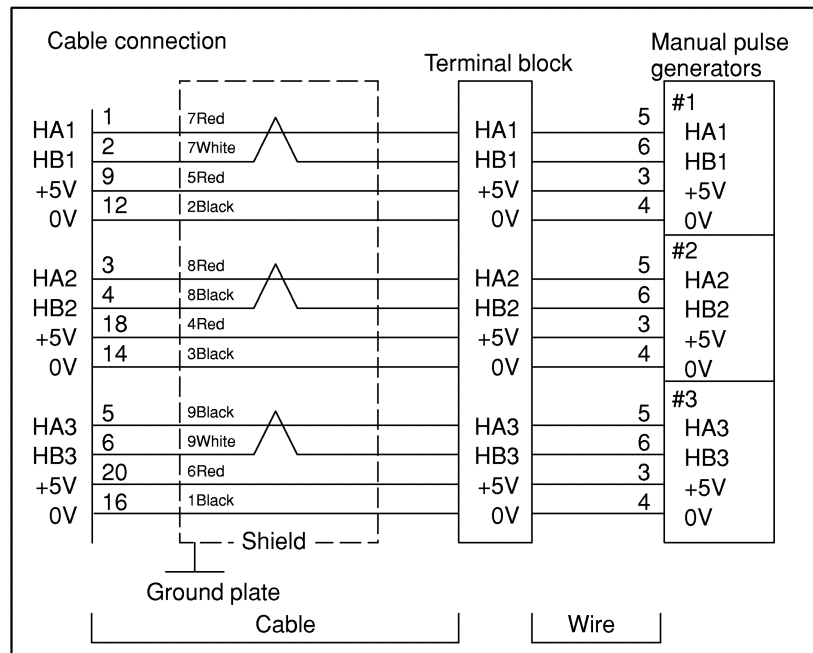 Cable connection
Terminal block
Manual pulse
generators
#1
HA1 1 7Red HA1 5 HA1
HB1 2 7White HB1 6 HB1
+5V 9 5Red +5V 3 +5V
0V 12 2Black 0V 4 0V
#2
HA2 3 8Red HA2 5 HA2
HB2 4 8Black HB2 6 HB2
+5V 18 4Red +5V 3 +5V
0V 14 3Black 0V 4 0V
#3
HA3 5 9Black HA3 5 HA3
HB3 6 9White HB3 6 HB3
+5V 20 6Red +5V 3 +5V
0V 16 1Black 0V 4 0V
Shield
Ground plate
Cable
Wire